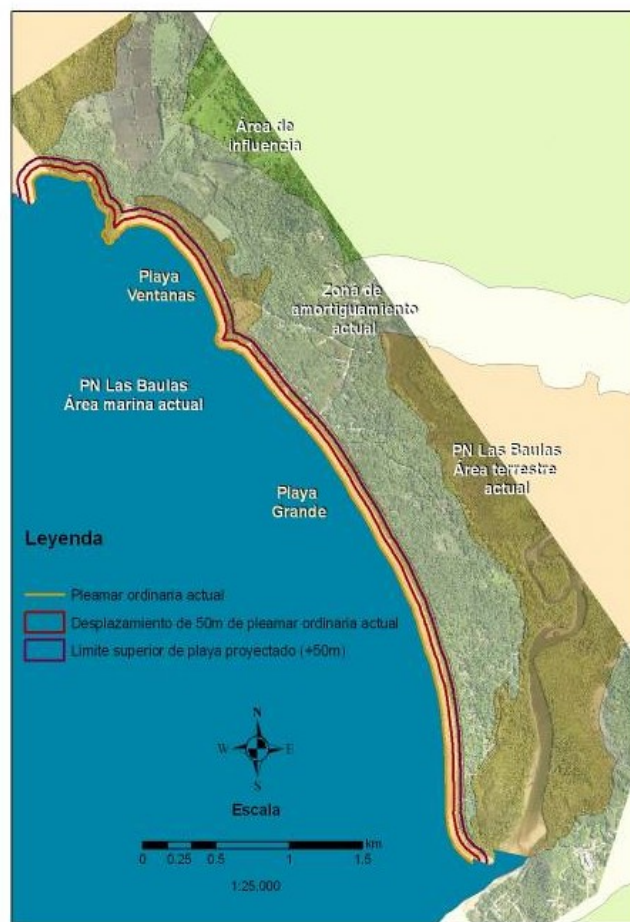 Área de
influencia
Playa
Ventanas
Zona de
amortiguamiento
actual
PN Las Baulas
Área marina actual
PN Las Baulas
Área terrestre
actual
Playa
Grande
Leyenda
Pleamar ordinaria actual
Desplazamiento de 50m de pleamar ordinaria actual
Límite superior de playa proyectado (+50m)
N
W E
S
Escala
km
0 0.25 0.5 1 1.5
1:25,000